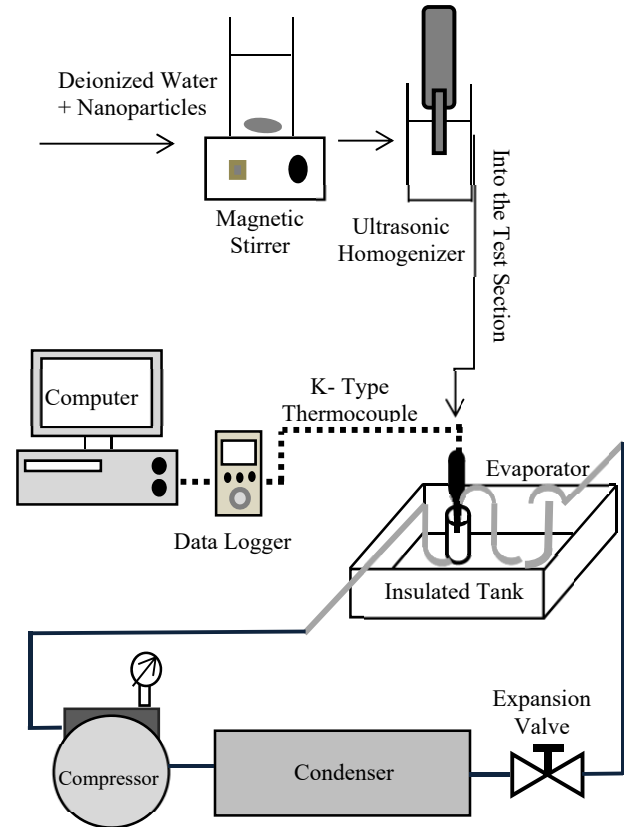 Deionized Water
+ Nanoparticles
Magnetic
Stirrer
Ultrasonic
Homogenizer
Into the Test Section
Computer
K- Type
Thermocouple
Data Logger
Evaporator
Insulated Tank
Compressor
Condenser
Expansion
Valve